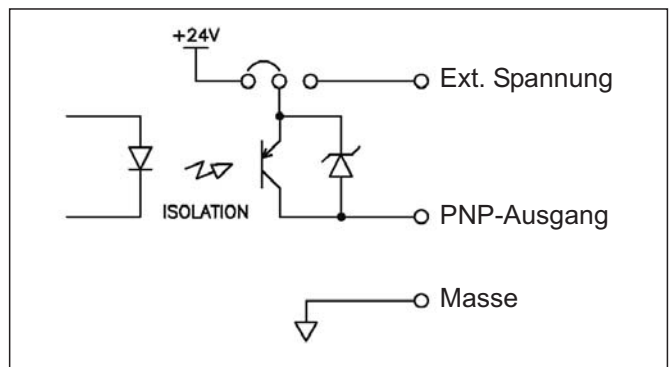 +24V
Ext. Spannung
ISOLATION
PNP-Ausgang
Masse